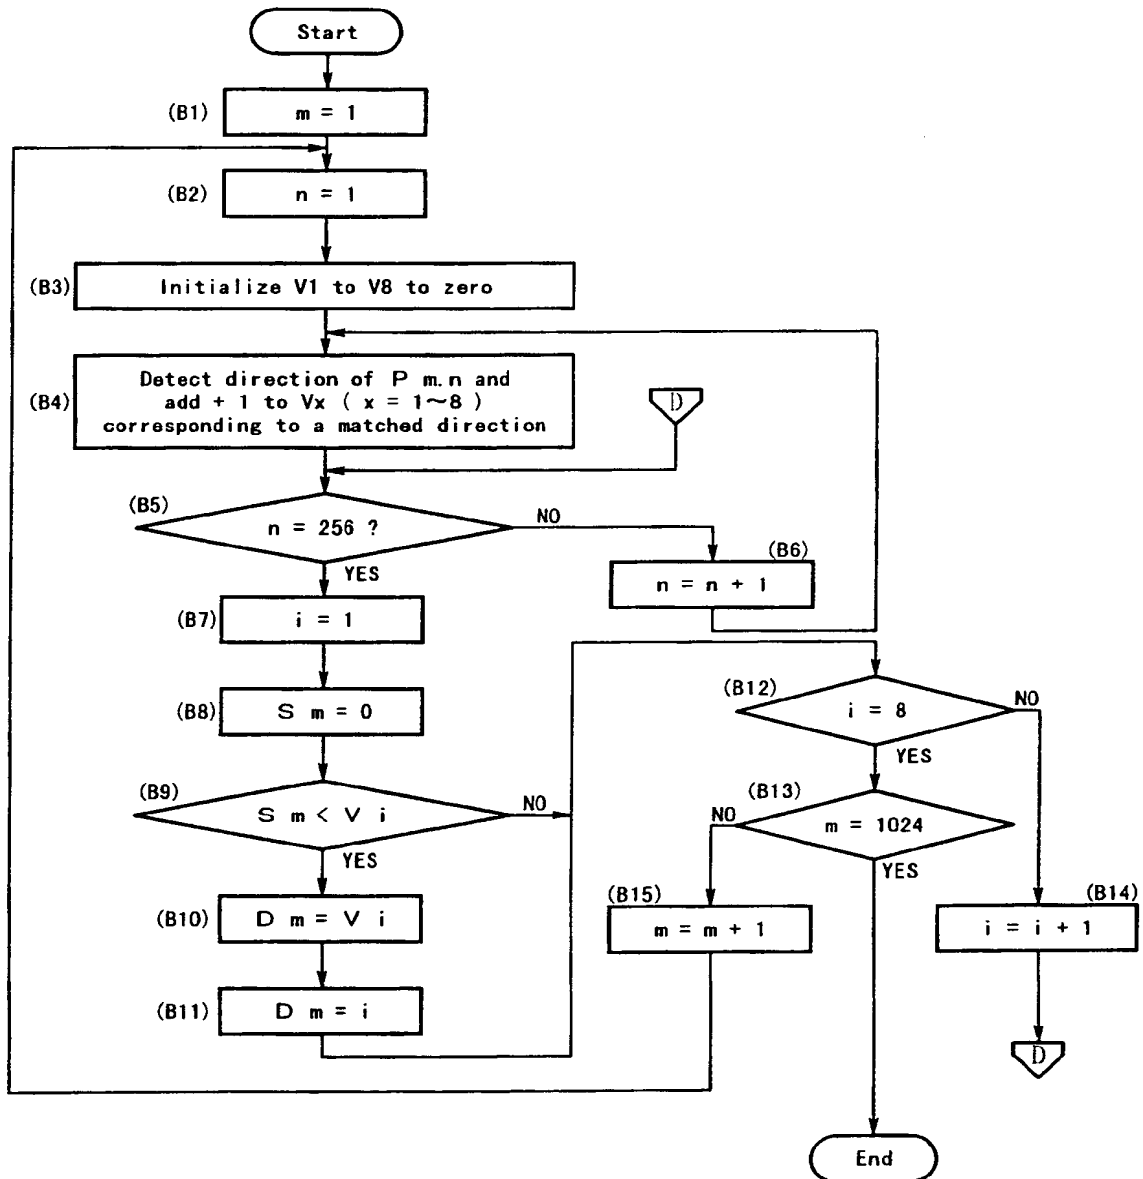 Start
(B1)
m = 1
(B2)
n = 1
(B3)
Initialize V1 to V8 to zero
(B4)
Detect direction of P m.n and
add + 1 to Vx ( x = 1~8 )
corresponding to a matched direction
D
(B5)
n = 256 ?
NO
YES
(B6)
n = n + 1
(B7)
i = 1
(B8)
S m = 0
(B9)
S m < V i
NO
YES
(B10)
D m = V i
(B11)
D m = i
(B12)
i = 8
NO
YES
(B13)
m = 1024
NO
YES
(B15)
m = m + 1
(B14)
i = i + 1
D
End